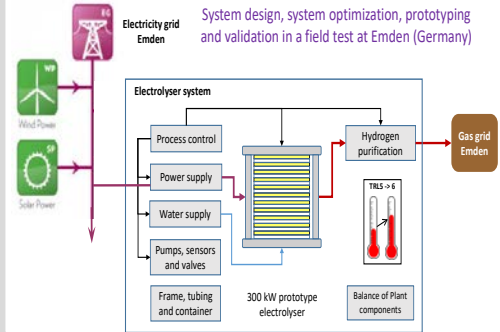 EG
Electricity grid
Emden
System design, system optimization, prototyping
and validation in a field test at Emden (Germany)
WP
Wind Power
SP
Solar Power
Electrolyser system
Process control
Power supply
Water supply
Pumps, sensors
and valves
Frame, tubing
and container
300 kW prototype
electrolyser
Hydrogen
purification
TRL5 -> 6
Balance of Plant
components
Gas grid
Emden